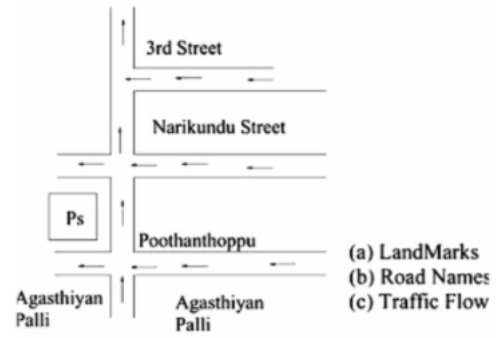 3rd Street
Narikundu Street
Ps
Poothanthoppu
(a) LandMarks
(b) Road Names
(c) Traffic Flow
Agasthiyan
Palli
Agasthiyan
Palli